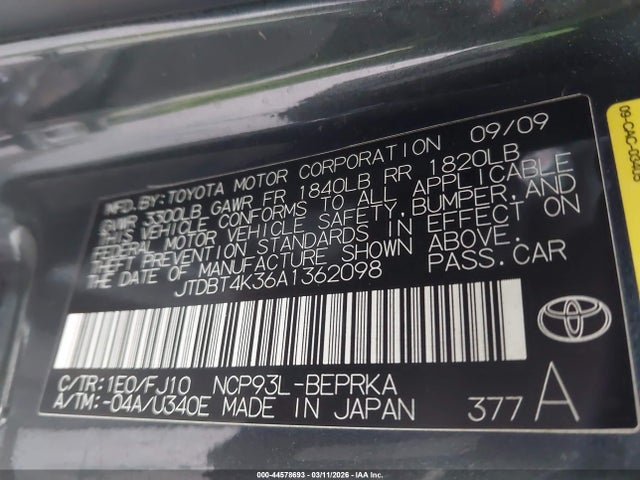 MFD.BY:TOYOTA MOTOR CORPORATION 09/09
GVWR 3300LB GAWR FR 1840LB RR 1820LB
THIS VEHICLE CONFORMS TO ALL APPLICABLE
FEDERAL MOTOR VEHICLE SAFETY,BUMPER,AND
THEFT PREVENTION STANDARDS IN EFFECT ON
THE DATE OF MANUFACTURE SHOWN ABOVE.
JTDBT4K36A1362098 PASS.CAR
C/TR:1E0/FJ10 NCP93L-BEPRKA
A/TM:-04A/U340E MADE IN JAPAN 377 A
TOYOTA
000-44578693 - 03/11/2026 - IAA Inc.